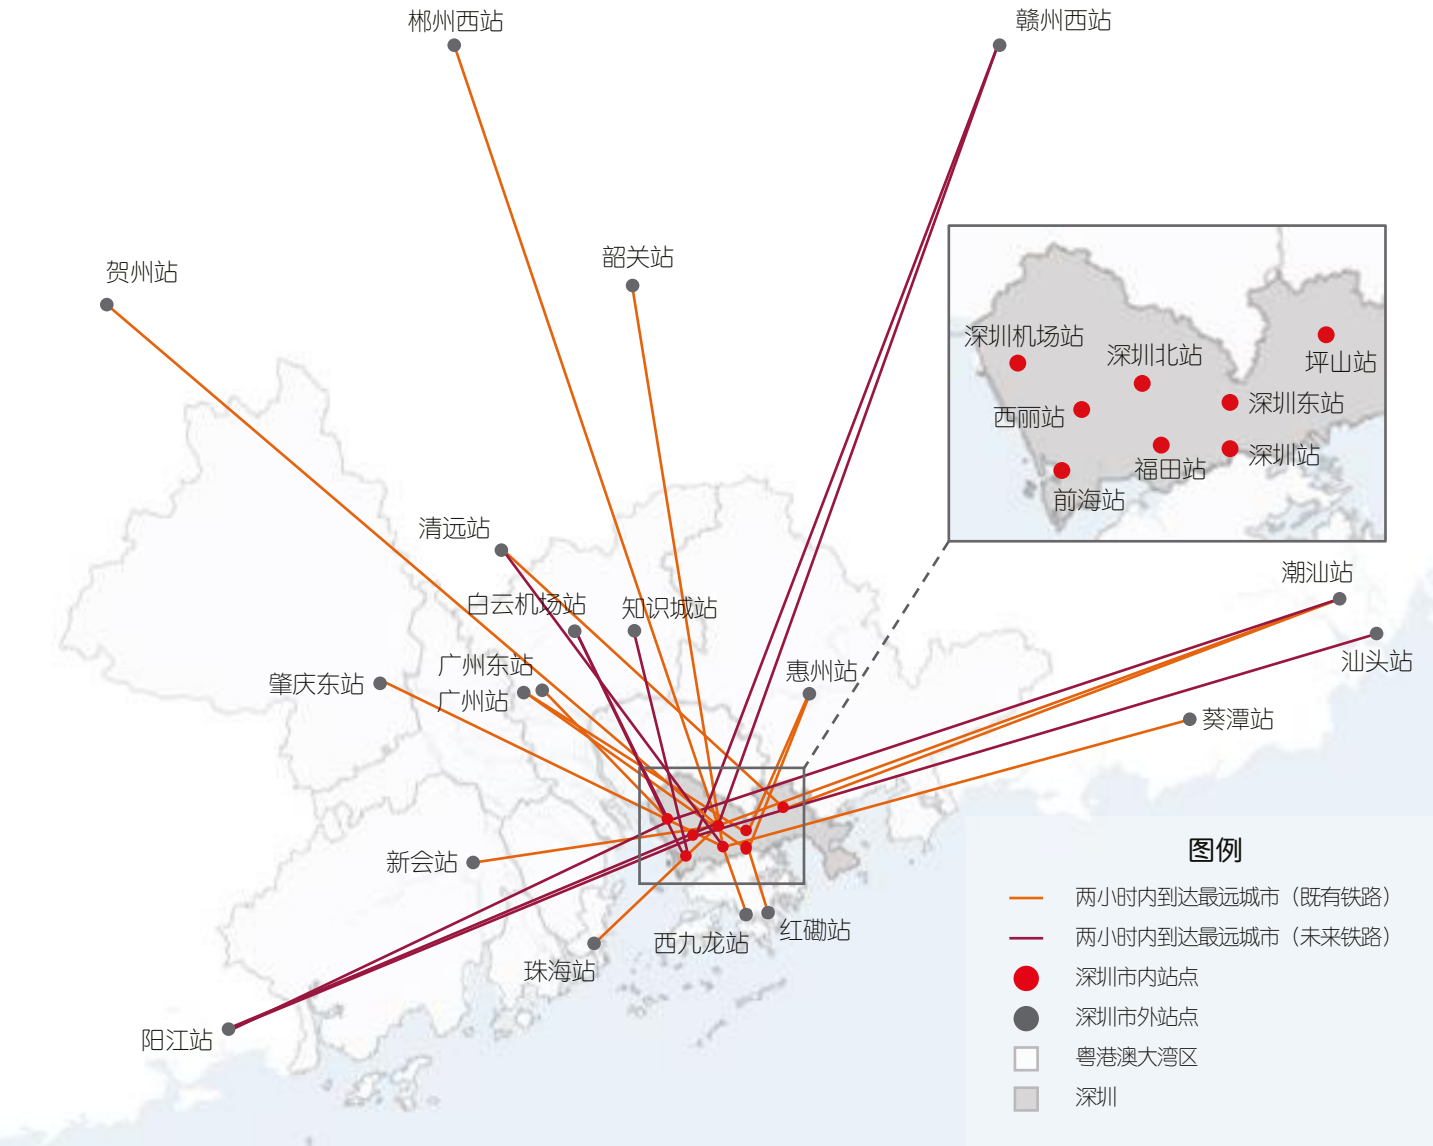 郴州西站
赣州西站
韶关站
贺州站
深圳机场站
深圳北站
坪山站
西丽站
深圳东站
福田站
深圳站
前海站
清远站
潮汕站
白云机场站
知识城站
汕头站
广州东站
惠州站
肇庆东站
广州站
葵潭站
新会站
西九龙站
红磡站
珠海站
阳江站
图例
两小时内到达最远城市（既有铁路）
两小时内到达最远城市（未来铁路）
深圳市内站点
深圳市外站点
粤港澳大湾区
深圳